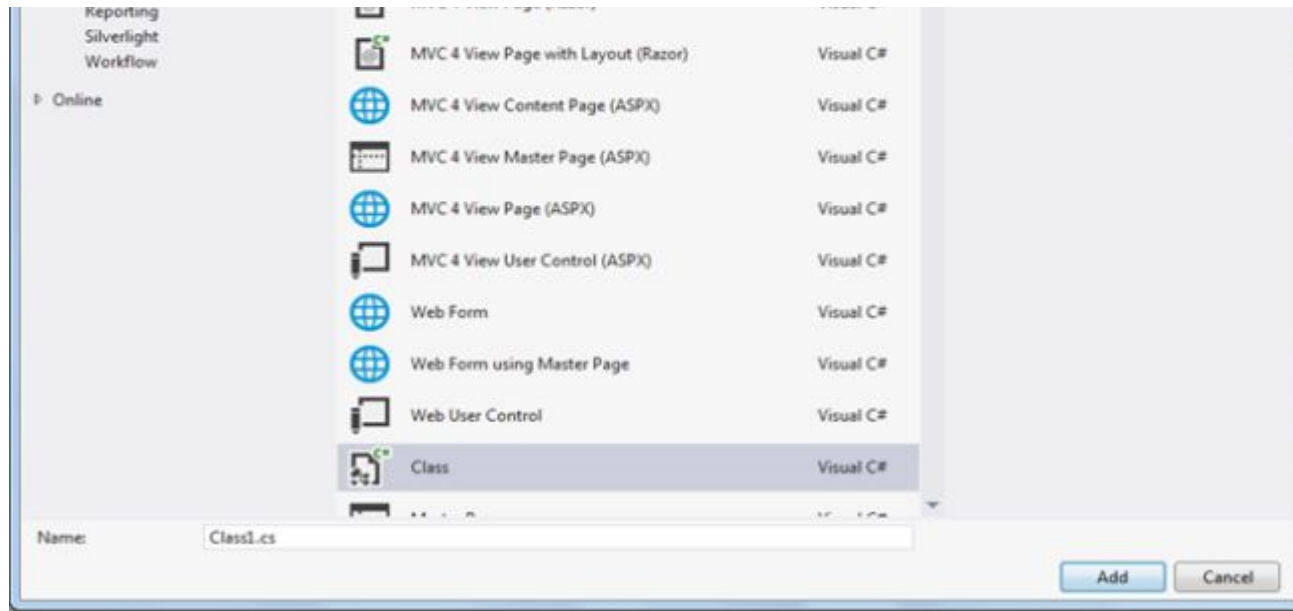 Reporting
Silverlight
Workflow
Online
MVC 4 View Page with Layout (Razor) Visual C#
MVC 4 View Content Page (ASPX) Visual C#
MVC 4 View Master Page (ASPX) Visual C#
MVC 4 View Page (ASPX) Visual C#
MVC 4 View User Control (ASPX) Visual C#
Web Form Visual C#
Web Form using Master Page Visual C#
Web User Control Visual C#
Class Visual C#
Name: Class1.cs
Add Cancel